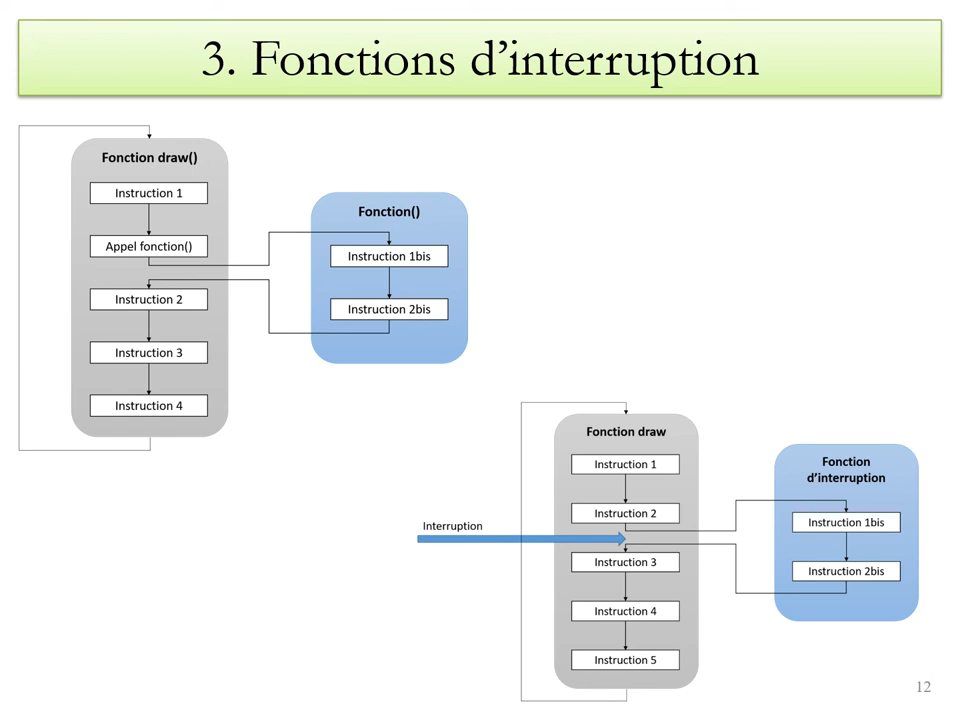 3. Fonctions d’interruption
Fonction draw()
Instruction 1
Appel fonction()
Instruction 2
Instruction 3
Instruction 4
Fonction()
Instruction 1bis
Instruction 2bis
Interruption
Fonction draw
Instruction 1
Instruction 2
Instruction 3
Instruction 4
Instruction 5
Fonction
d’interruption
Instruction 1bis
Instruction 2bis
12